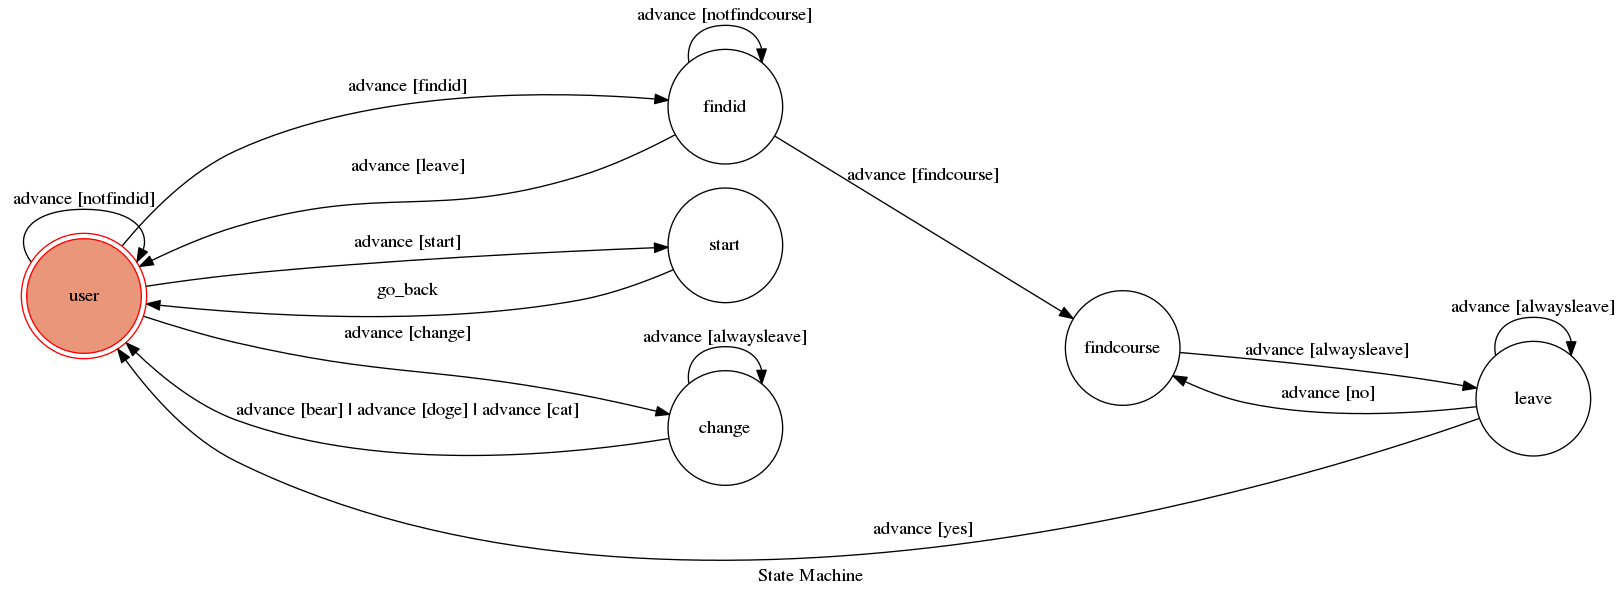 advance [notfindcourse]
advance [findid]
findid
advance [leave]
advance [findcourse]
advance [notfindid]
advance [start]
start
user
go_back
advance [change]
advance [alwaysleave]
advance [alwaysleave]
findcourse
advance [alwaysleave]
advance [no]
leave
advance [bear] | advance [doge] | advance [cat]
change
advance [yes]
State Machine